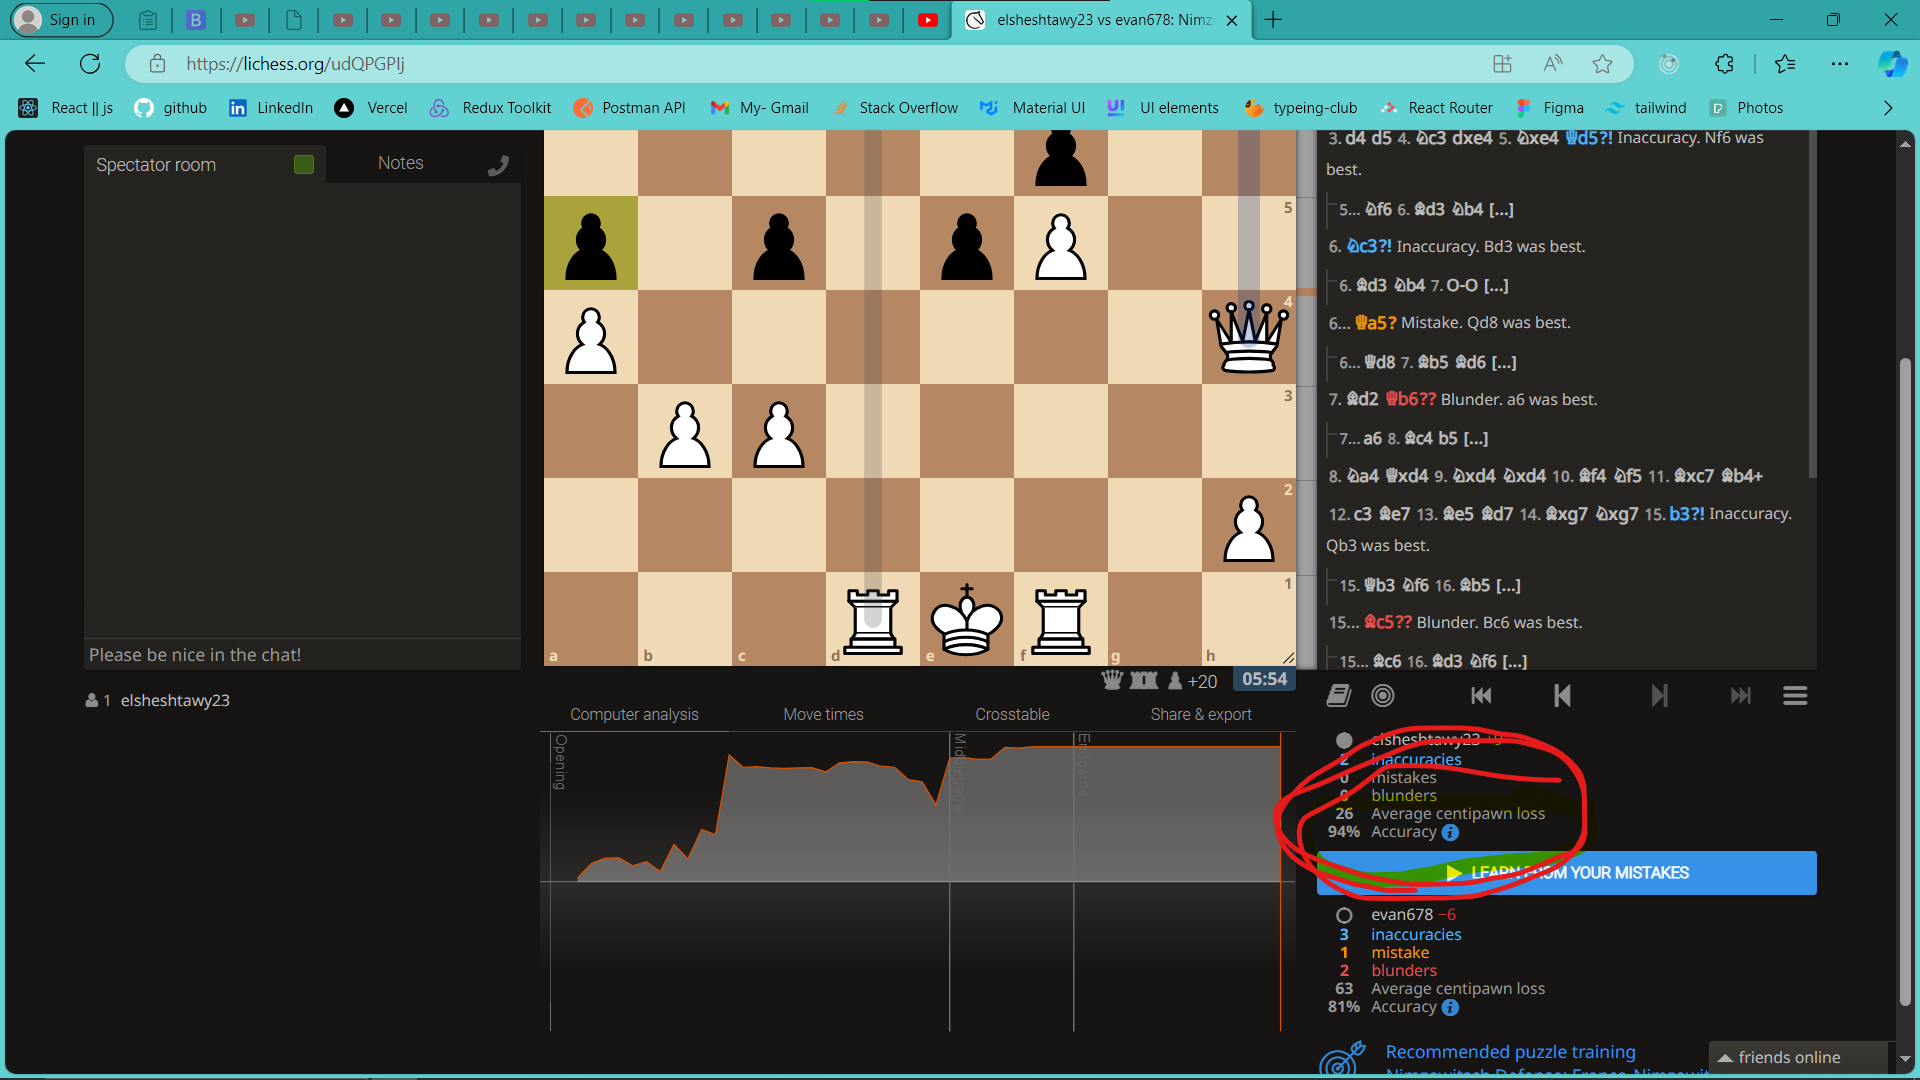 Sign in
elsheshtawy23 vs evan678: Nimz
https://lichess.org/udQPGPIj
React || js github LinkedIn Vercel Redux Toolkit Postman API My- Gmail Stack Overflow Material UI UI elements typeing-club React Router Figma tailwind Photos
Spectator room Notes
Please be nice in the chat!
1 elsheshtawy23
5
4
3
2
1
a b c d e f g h
+20 05:54
Computer analysis Move times Crosstable Share & export
Opening
Middlegame
Endgame
3. d4 d5 4. ♘c3 dxe4 5. ♘xe4 ♕d5?! Inaccuracy. Nf6 was
best.
5... ♘f6 6. ♗d3 ♘b4 [...]
6. ♘c3?! Inaccuracy. Bd3 was best.
6. ♗d3 ♘b4 7. O-O [...]
6... ♕a5? Mistake. Qd8 was best.
6... ♕d8 7. ♗b5 ♗d6 [...]
7. ♗d2 ♕b6?? Blunder. a6 was best.
7... a6 8. ♗c4 b5 [...]
8. ♘a4 ♕xd4 9. ♘xd4 ♘xd4 10. ♗f4 ♘f5 11. ♗xc7 ♗b4+
12. c3 ♗e7 13. ♗e5 ♗d7 14. ♗xg7 ♘xg7 15. b3?! Inaccuracy.
Qb3 was best.
15. ♕b3 ♘f6 16. ♗b5 [...]
15... ♗c5?? Blunder. Bc6 was best.
15... ♗c6 16. ♗d3 ♘f6 [...]
elsheshtawy23
2 inaccuracies
0 mistakes
0 blunders
26 Average centipawn loss
94% Accuracy
LEARN FROM YOUR MISTAKES
evan678 −6
3 inaccuracies
1 mistake
2 blunders
63 Average centipawn loss
81% Accuracy
Recommended puzzle training
friends online